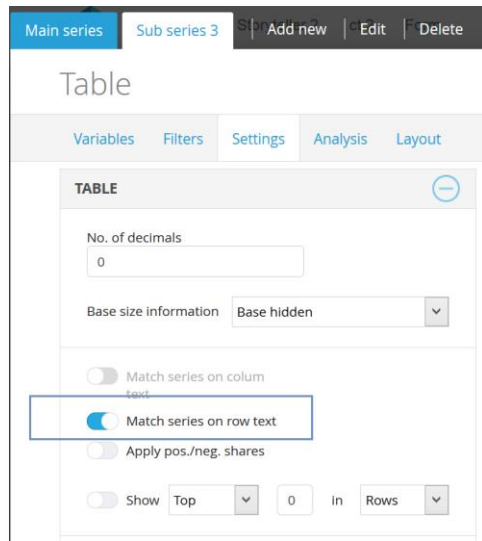 Main series Sub series 3 Add new Edit Delete
Table
Variables Filters Settings Analysis Layout
TABLE
No. of decimals
0
Base size information Base hidden
Match series on colum
text
Match series on row text
Apply pos./neg. shares
Show Top 0 in Rows